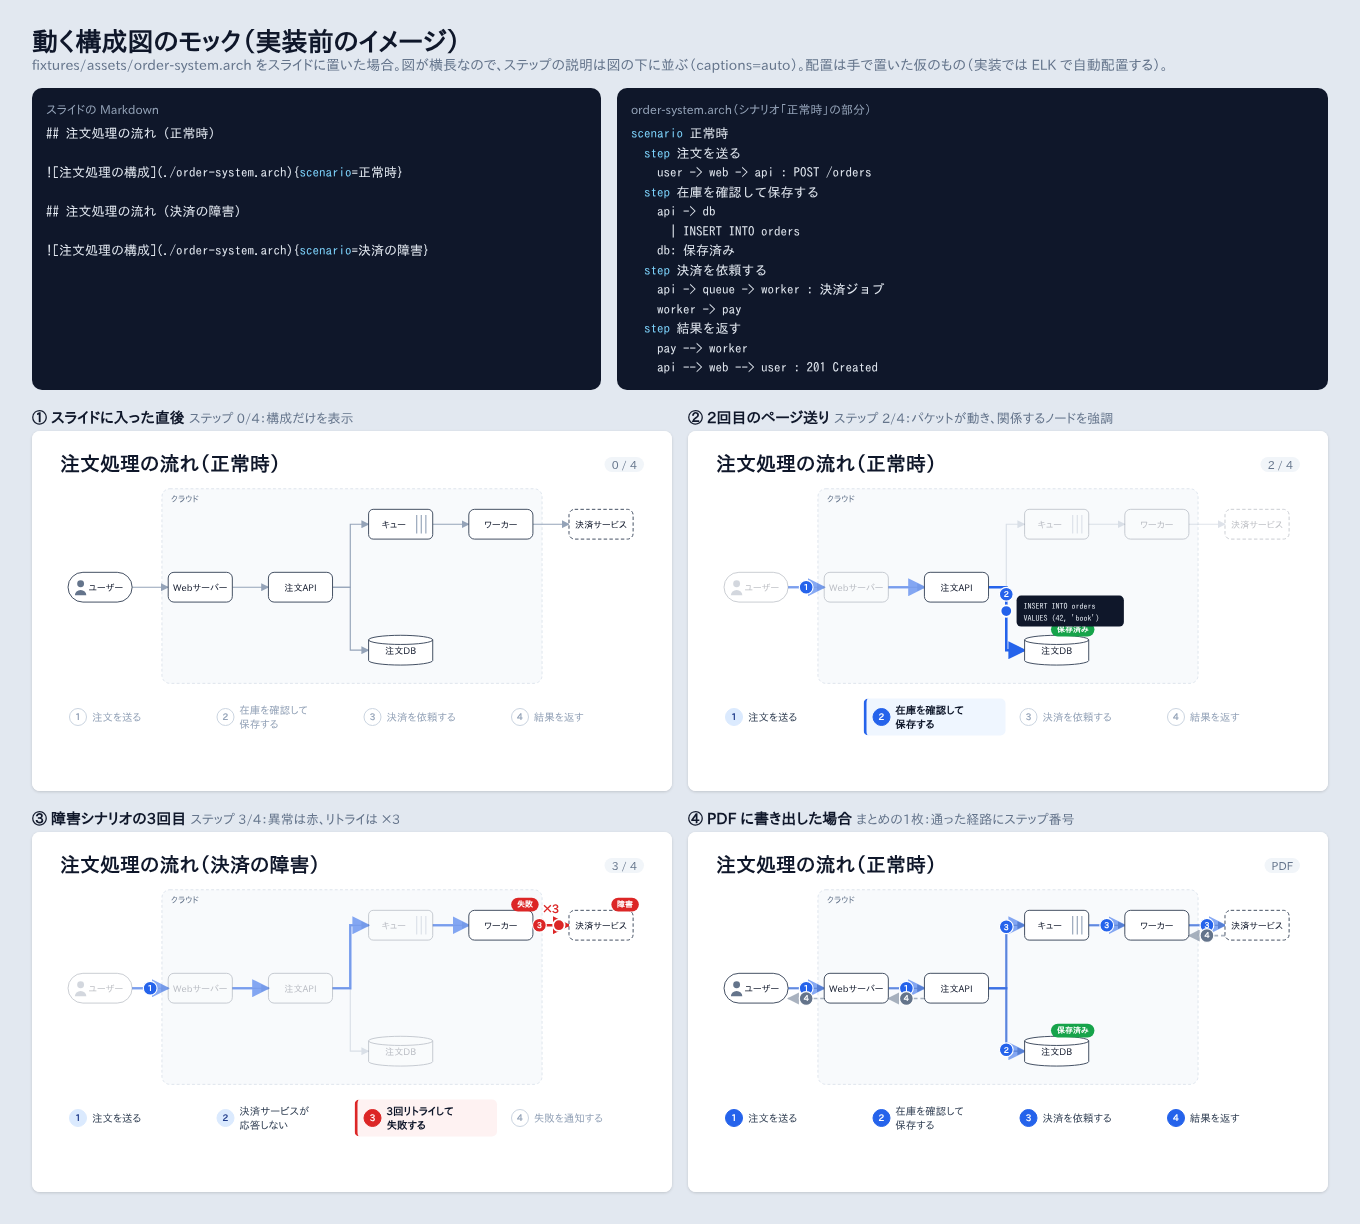 動く構成図のモック（実装前のイメージ）
fixtures/assets/order-system.arch をスライドに置いた場合。図が横長なので、ステップの説明は図の下に並ぶ（captions=auto）。配置は手で置いた仮のもの（実装では ELK で自動配置する）。
スライドの Markdown
## 注文処理の流れ（正常時）
![注文処理の構成](./order-system.arch){scenario=正常時}
## 注文処理の流れ（決済の障害）
![注文処理の構成](./order-system.arch){scenario=決済の障害}
order-system.arch（シナリオ「正常時」の部分）
scenario 正常時
step 注文を送る
user -> web -> api : POST /orders
step 在庫を確認して保存する
api -> db
| INSERT INTO orders
db: 保存済み
step 決済を依頼する
api -> queue -> worker : 決済ジョブ
worker -> pay
step 結果を返す
pay --> worker
api --> web --> user : 201 Created
① スライドに入った直後 ステップ 0/4：構成だけを表示
注文処理の流れ（正常時）
0 / 4
クラウド
キュー
ワーカー
決済サービス
ユーザー
Webサーバー
注文API
注文DB
1 注文を送る
2 在庫を確認して
保存する
3 決済を依頼する
4 結果を返す
② 2回目のページ送り ステップ 2/4：パケットが動き、関係するノードを強調
注文処理の流れ（正常時）
2 / 4
クラウド
キュー
ワーカー
決済サービス
ユーザー
1
Webサーバー
注文API
2
INSERT INTO orders
VALUES (42, 'book')
保存済み
注文DB
1 注文を送る
2 在庫を確認して
保存する
3 決済を依頼する
4 結果を返す
③ 障害シナリオの3回目 ステップ 3/4：異常は赤、リトライは ×3
注文処理の流れ（決済の障害）
3 / 4
クラウド
失敗
×3
障害
キュー
ワーカー
3
決済サービス
ユーザー
1
Webサーバー
注文API
注文DB
1 注文を送る
2 決済サービスが
応答しない
3 3回リトライして
失敗する
4 失敗を通知する
④ PDF に書き出した場合 まとめの1枚：通った経路にステップ番号
注文処理の流れ（正常時）
PDF
クラウド
3
キュー
3
ワーカー
3
4
決済サービス
ユーザー
1
4
Webサーバー
1
4
注文API
保存済み
2
注文DB
1 注文を送る
2 在庫を確認して
保存する
3 決済を依頼する
4 結果を返す